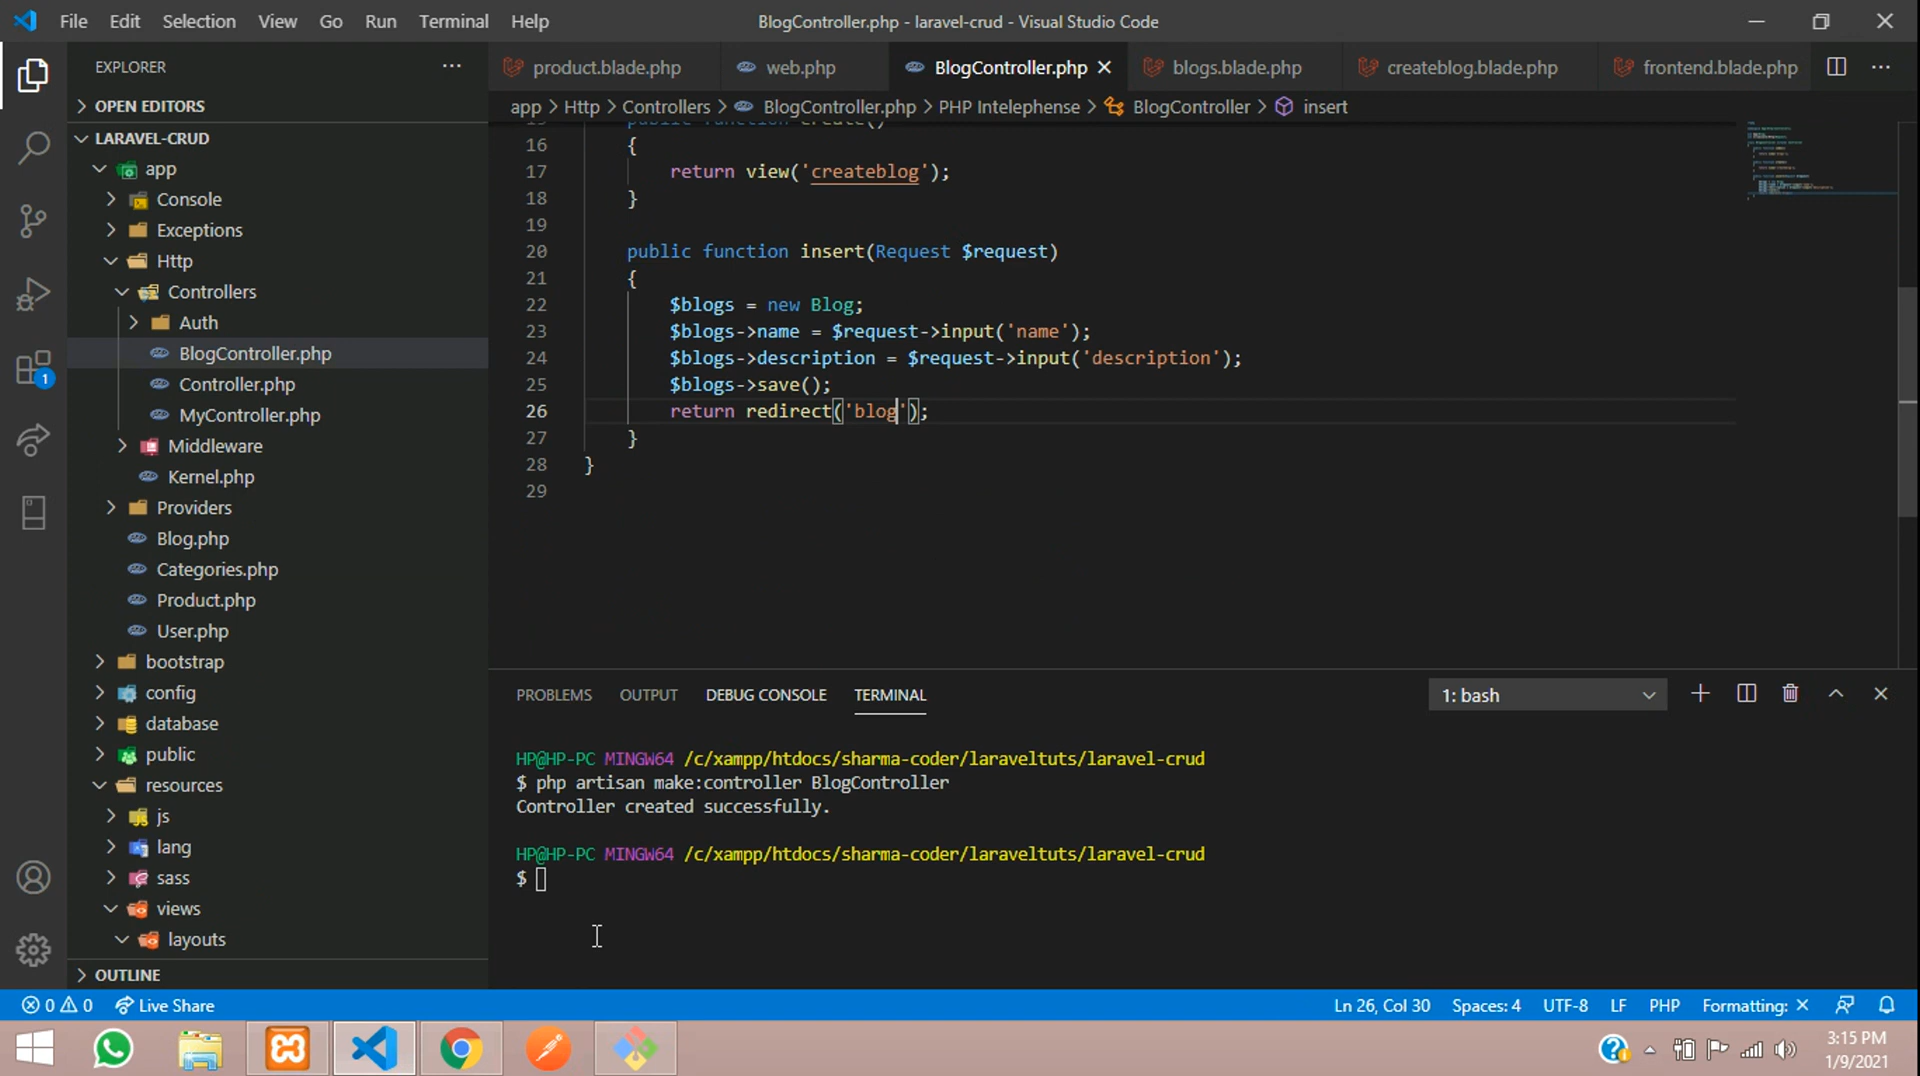 File Edit Selection View Go Run Terminal Help
BlogController.php - laravel-crud - Visual Studio Code
EXPLORER
product.blade.php web.php BlogController.php blogs.blade.php createblog.blade.php frontend.blade.php
OPEN EDITORS
app > Http > Controllers > BlogController.php > PHP Intelephense > BlogController > insert
LARAVEL-CRUD
app
Console
Exceptions
Http
Controllers
Auth
BlogController.php
Controller.php
MyController.php
Middleware
Kernel.php
Providers
Blog.php
Categories.php
Product.php
User.php
bootstrap
config
database
public
resources
js
lang
sass
views
layouts
OUTLINE
15 public function create()
16 {
17 return view('createblog');
18 }
19
20 public function insert(Request $request)
21 {
22 $blogs = new Blog;
23 $blogs->name = $request->input('name');
24 $blogs->description = $request->input('description');
25 $blogs->save();
26 return redirect('blog');
27 }
28 }
29
PROBLEMS OUTPUT DEBUG CONSOLE TERMINAL
1: bash
HP@HP-PC MINGW64 /c/xampp/htdocs/sharma-coder/laraveltuts/laravel-crud
$ php artisan make:controller BlogController
Controller created successfully.
HP@HP-PC MINGW64 /c/xampp/htdocs/sharma-coder/laraveltuts/laravel-crud
$
1
0 0 Live Share
Ln 26, Col 30 Spaces: 4 UTF-8 LF PHP Formatting: ×
3:15 PM
1/9/2021